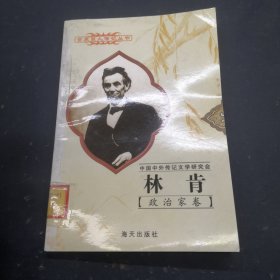 中国中外传记文学研究会
林肯
【政治家卷】
海天出版社